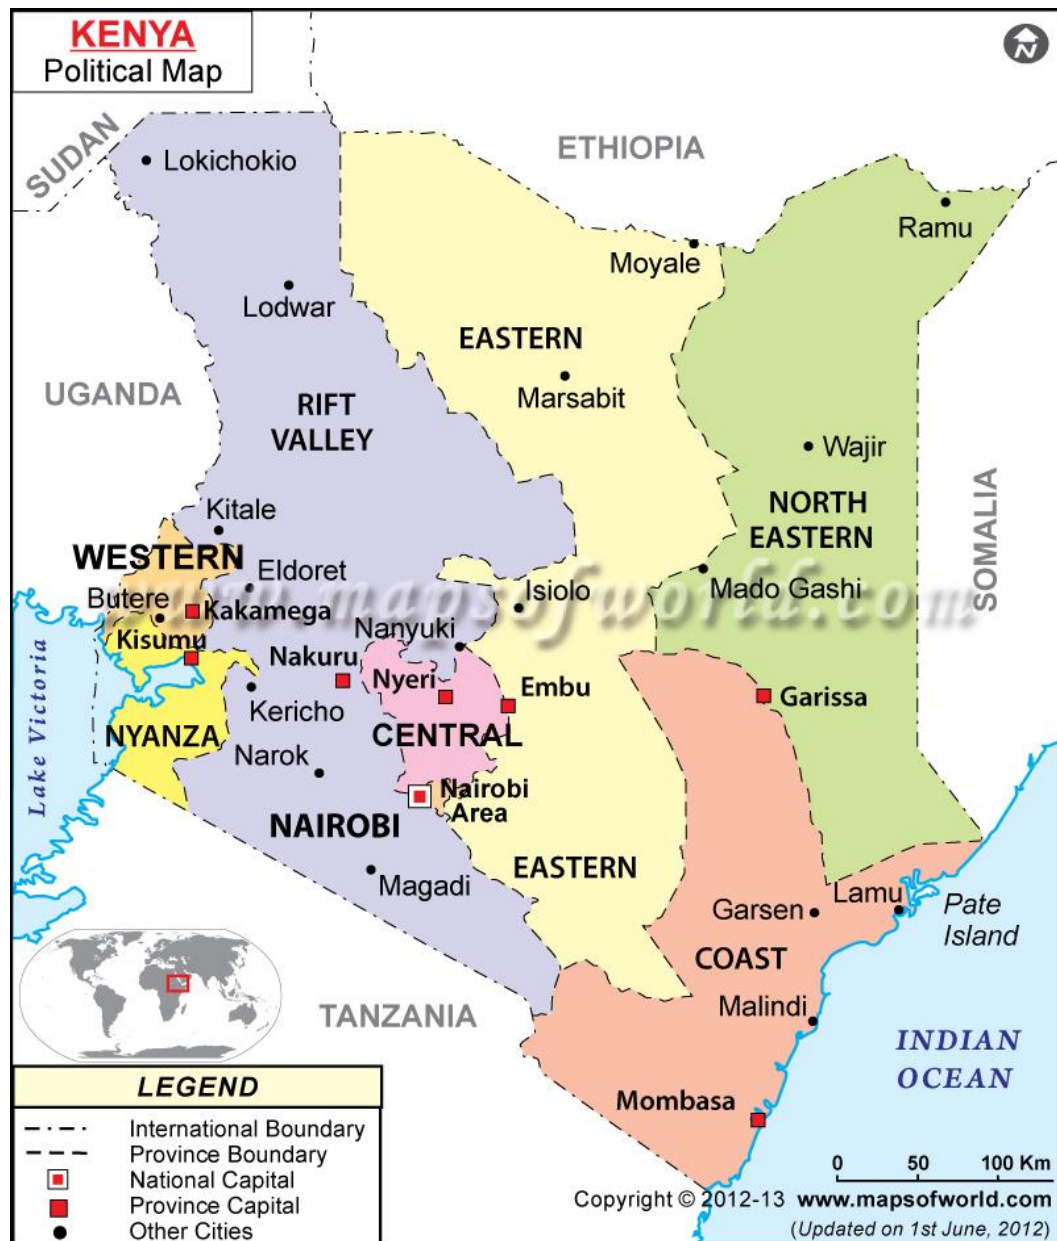 KENYA
Political Map
N
SUDAN
ETHIOPIA
Lokichokio
Ramu
Moyale
Lodwar
EASTERN
Marsabit
UGANDA
RIFT
VALLEY
Wajir
NORTH
EASTERN
SOMALIA
Kitale
WESTERN
Eldoret
Isiolo
Mado Gashi
www.mapsofworld.com
Butere
Kakamega
Kisumu
Nanyuki
Nakuru
Nyeri
Embu
Garissa
Kericho
NYANZA
CENTRAL
Lake Victoria
Narok
Nairobi
Area
NAIROBI
EASTERN
Magadi
Lamu
Garsen
Pate
Island
COAST
TANZANIA
Malindi
INDIAN
OCEAN
Mombasa
LEGEND
International Boundary
Province Boundary
National Capital
Province Capital
Other Cities
0 50 100 Km
Copyright © 2012-13 www.mapsofworld.com
(Updated on 1st June, 2012)